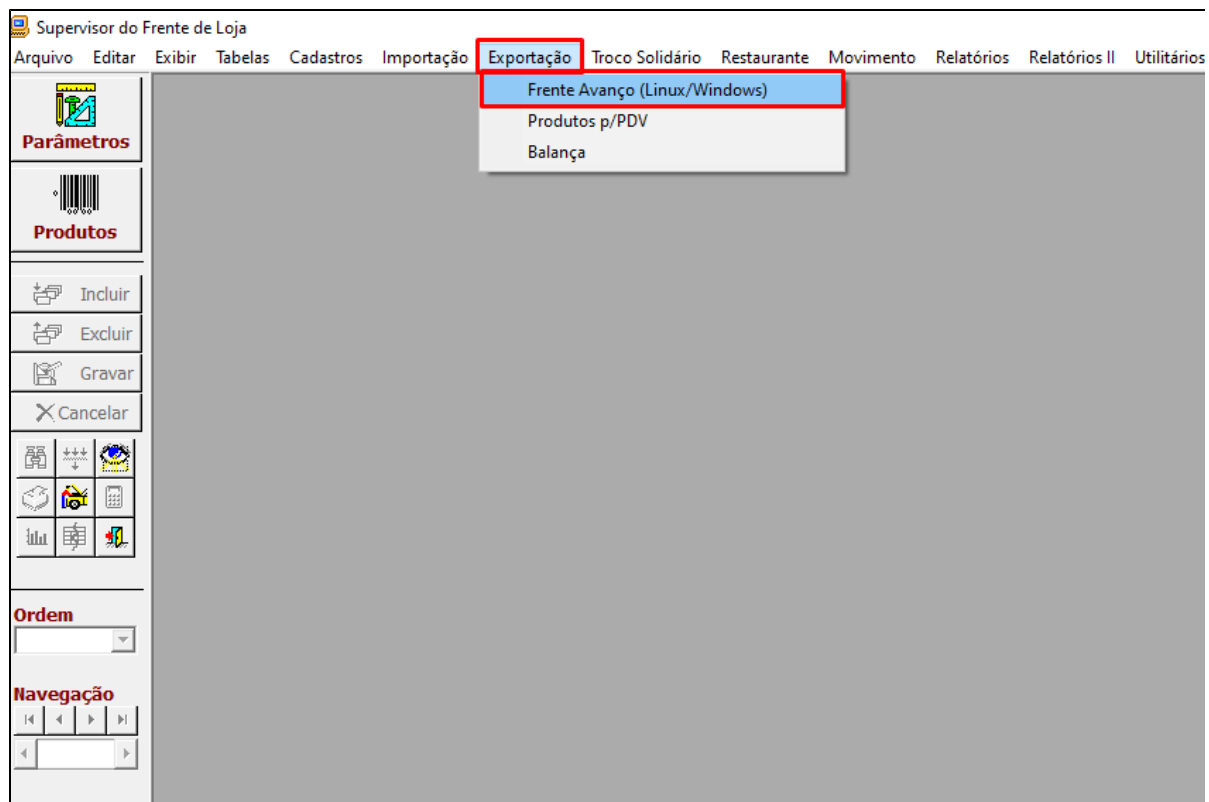 Supervisor do Frente de Loja
Arquivo Editar Exibir Tabelas Cadastros Importação Exportação Troco Solidário Restaurante Movimento Relatórios Relatórios II Utilitários
Frente Avanço (Linux/Windows)
Produtos p/PDV
Balança
Parâmetros
Produtos
Incluir
Excluir
Gravar
Cancelar
Ordem
Navegação